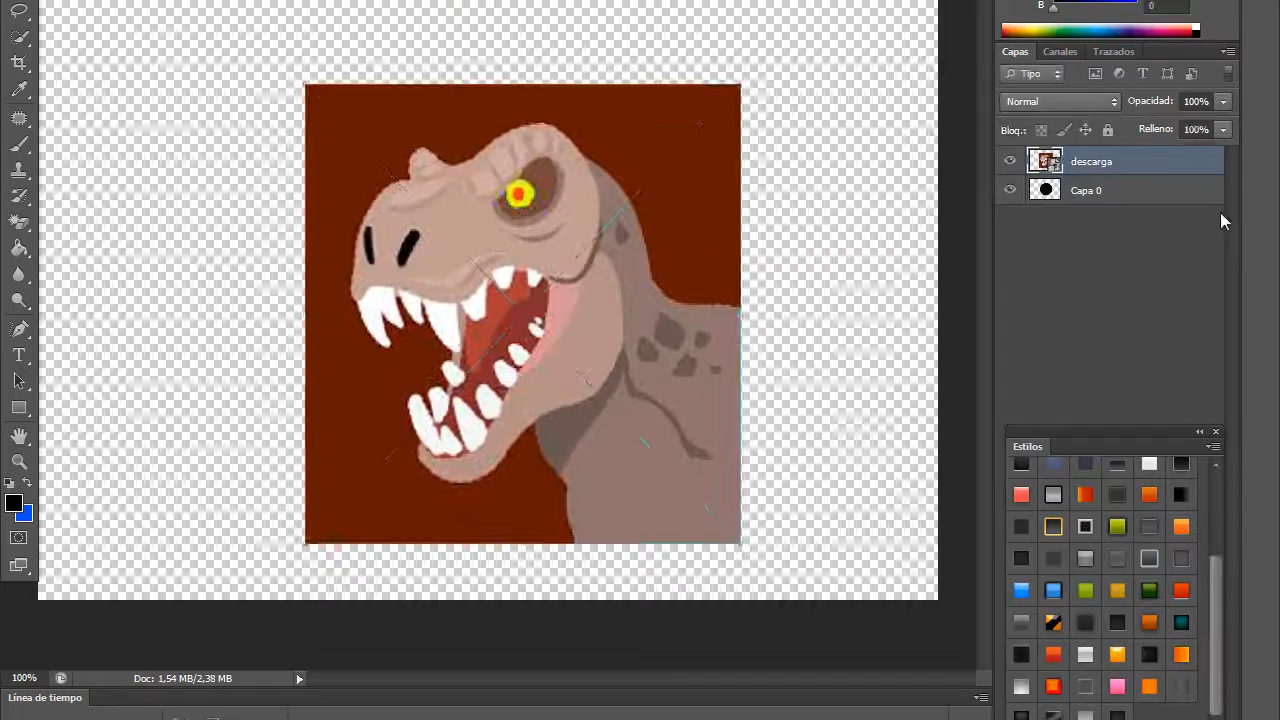 B 0
Capas Canales Trazados
Tipo
Normal Opacidad: 100%
Bloq.: Relleno: 100%
descarga
Capa 0
Estilos
T
100% Doc: 1,54 MB/2,38 MB
Línea de tiempo